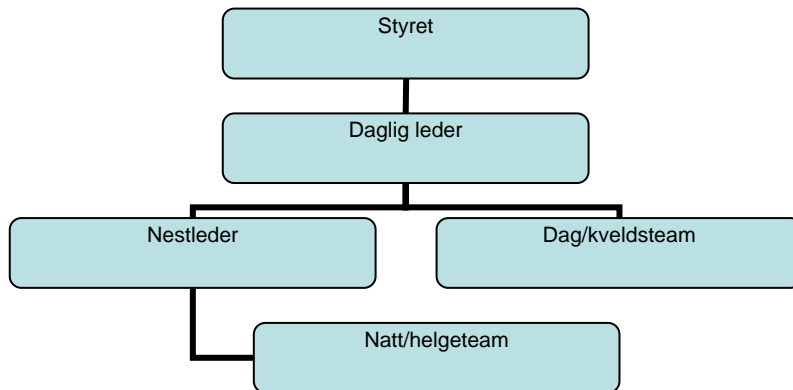 Styret
Daglig leder
Nestleder
Dag/kveldsteam
Natt/helgeteam